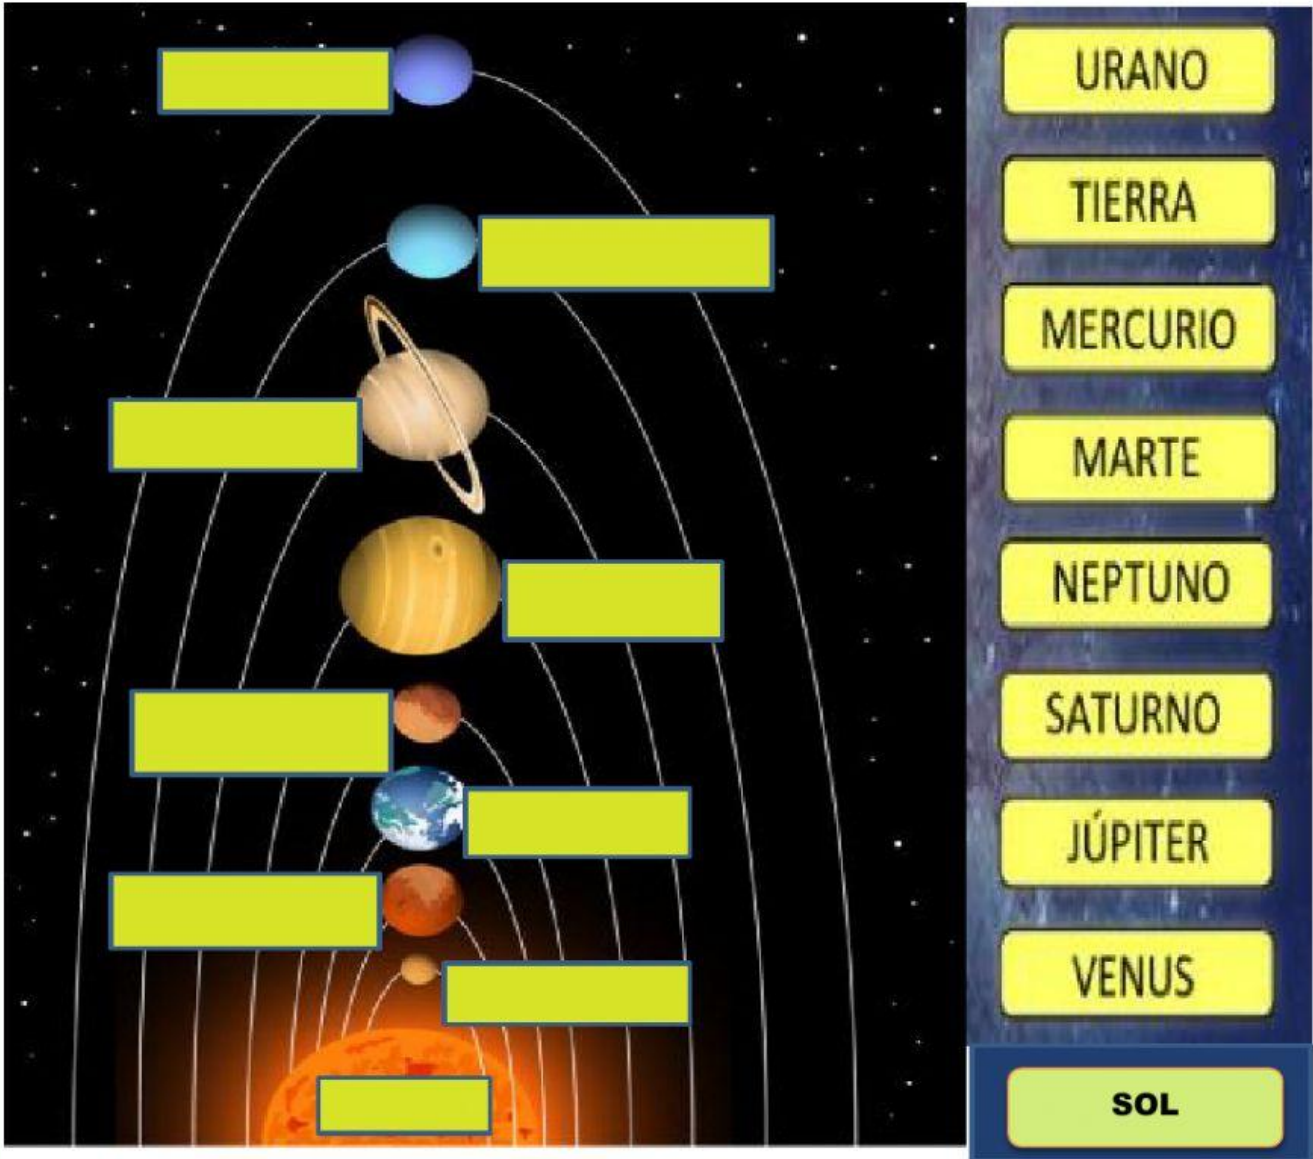 URANO
TIERRA
MERCURIO
MARTE
NEPTUNO
SATURNO
JÚPITER
VENUS
SOL